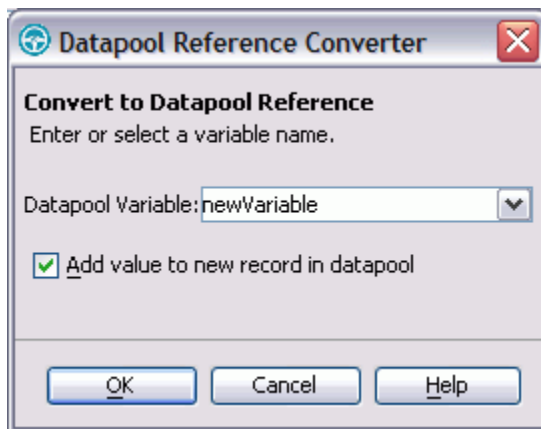 Datapool Reference Converter
Convert to Datapool Reference
Enter or select a variable name.
Datapool Variable: newVariable
Add value to new record in datapool
OK Cancel Help